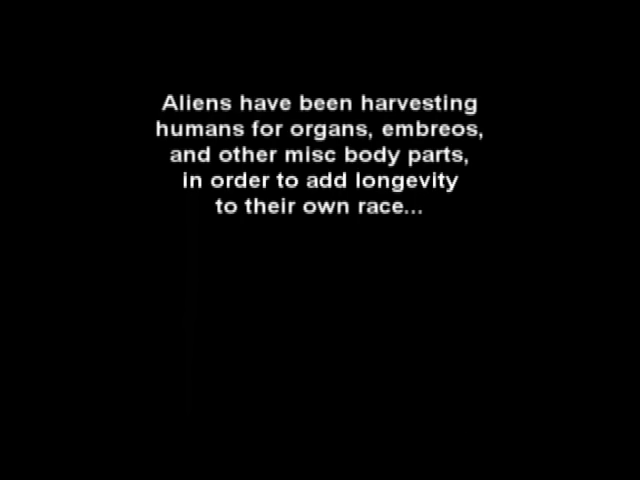 Aliens have been harvesting
humans for organs, embreos,
and other misc body parts,
in order to add longevity
to their own race...